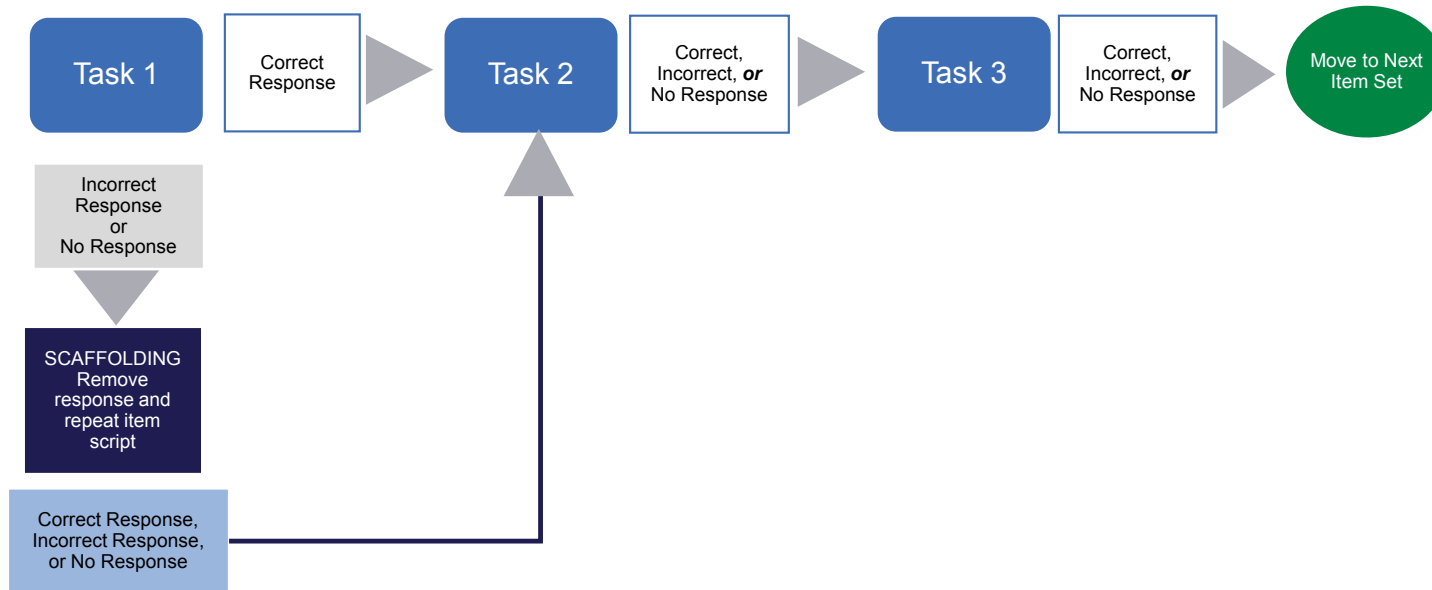 Task 1
Correct
Response
Task 2
Correct,
Incorrect, or
No Response
Task 3
Correct,
Incorrect, or
No Response
Move to Next
Item Set
Incorrect
Response
or
No Response
SCAFFOLDING
Remove
response and
repeat item
script
Correct Response,
Incorrect Response,
or No Response